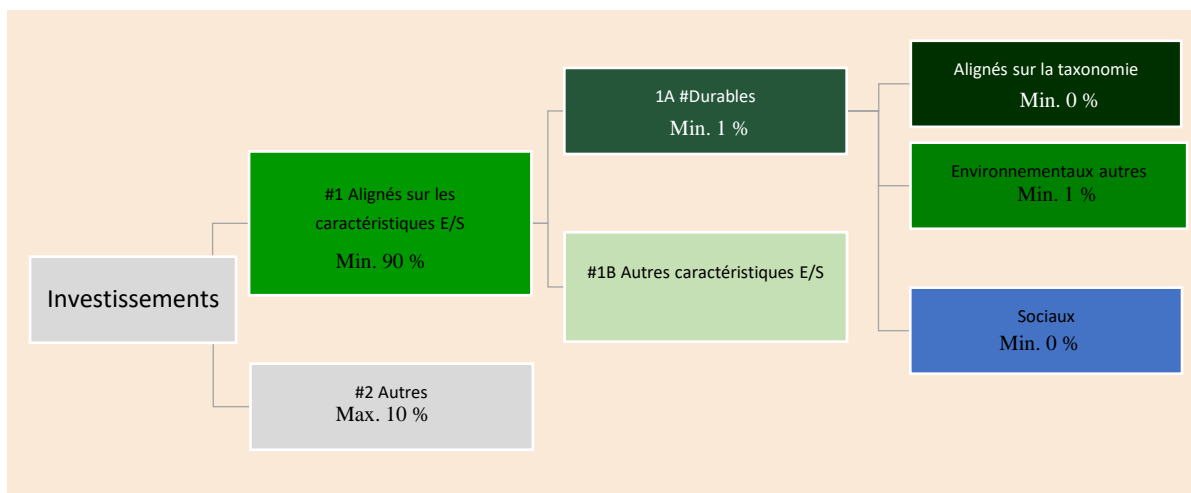 Investissements
#1 Alignés sur les
caractéristiques E/S
Min. 90 %
#2 Autres
Max. 10 %
1A #Durables
Min. 1 %
#1B Autres caractéristiques E/S
Alignés sur la taxonomie
Min. 0 %
Environnementaux autres
Min. 1 %
Sociaux
Min. 0 %